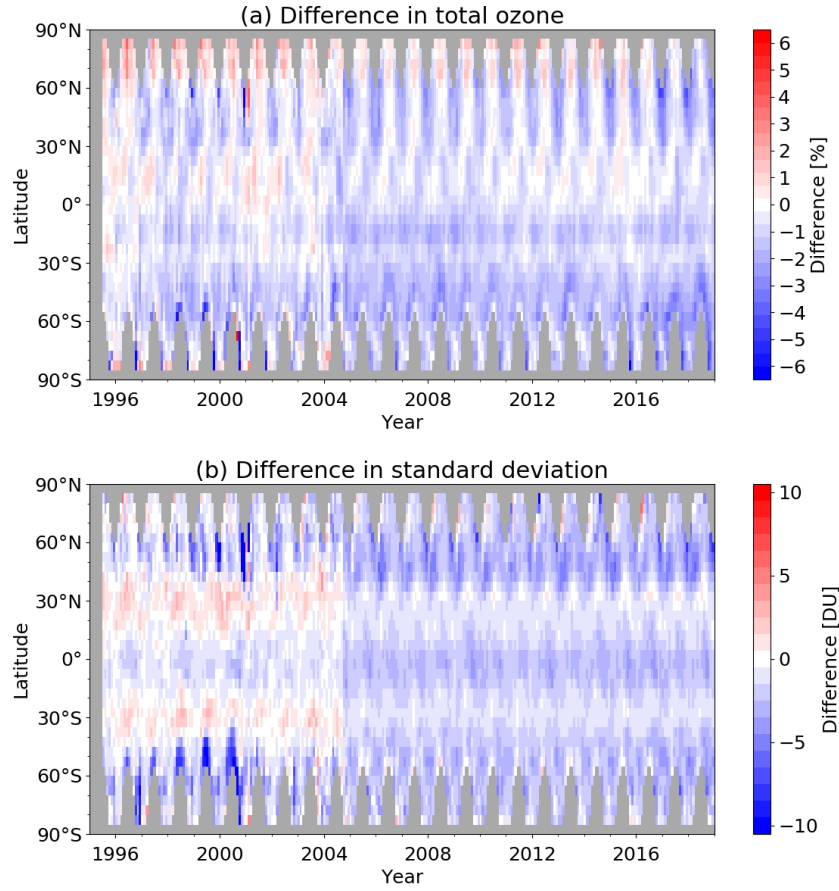 (a) Difference in total ozone
90°N
60°N
30°N
0°
30°S
60°S
90°S
Latitude
1996 2000 2004 2008 2012 2016
Year
6
5
4
3
2
1
0
−1
−2
−3
−4
−5
−6
Difference [%]
(b) Difference in standard deviation
90°N
60°N
30°N
0°
30°S
60°S
90°S
Latitude
1996 2000 2004 2008 2012 2016
Year
10
5
0
−5
−10
Difference [DU]